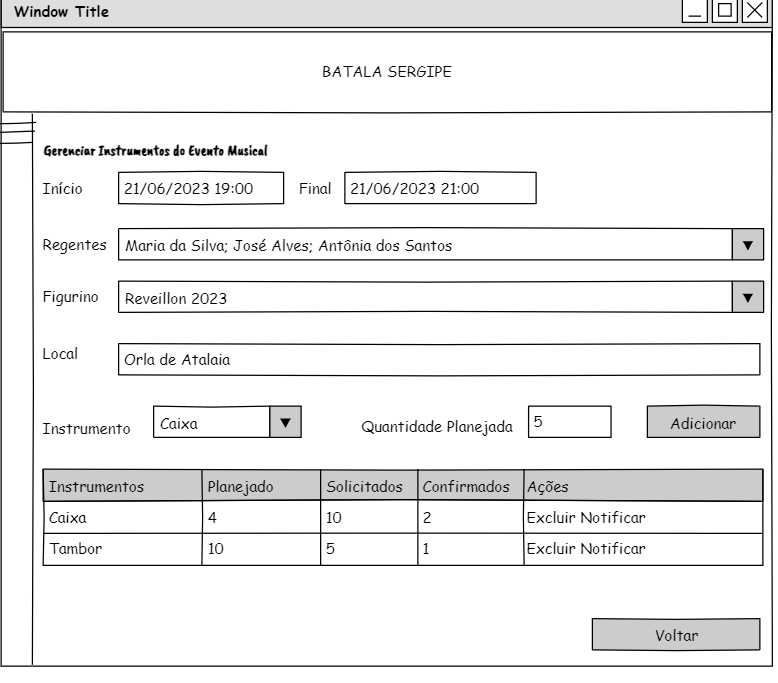 Window Title
BATALA SERGIPE
Gerenciar Instrumentos do Evento Musical
Início 21/06/2023 19:00 Final 21/06/2023 21:00
Regentes Maria da Silva; José Alves; Antônia dos Santos
Figurino Reveillon 2023
Local Orla de Atalaia
Instrumento Caixa Quantidade Planejada 5 Adicionar
Instrumentos Planejado Solicitados Confirmados Ações
Caixa 4 10 2 Excluir Notificar
Tambor 10 5 1 Excluir Notificar
Voltar